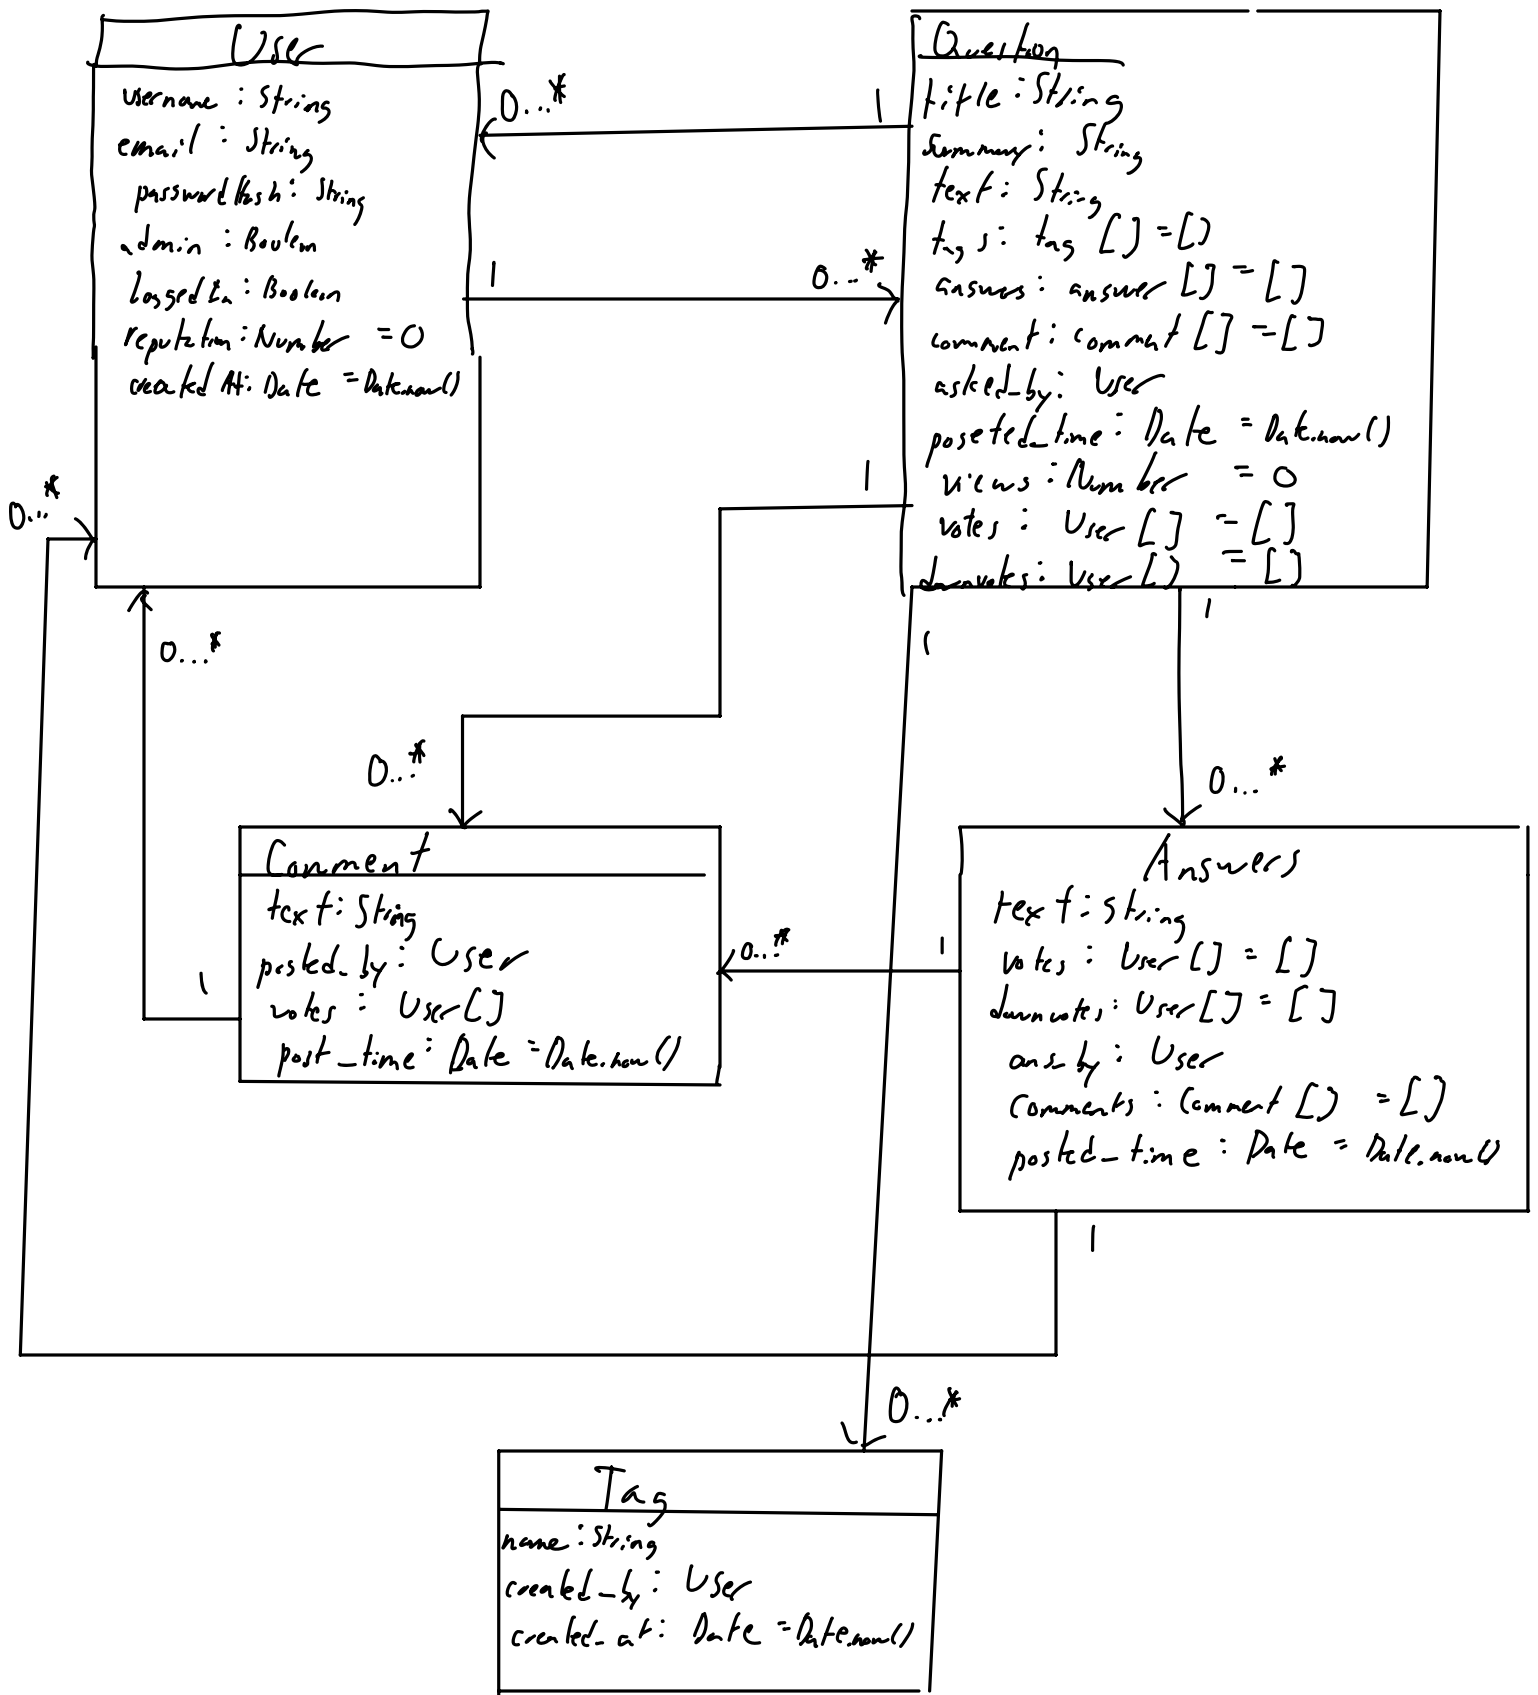 User
username : String
email : String
passwordHash : String
admin : Boolem
loggedIn : Boolean
reputation : Number = 0
createdAt : Date = Date.now()
0...*
1
1
0...*
Question
title : String
summary : String
text : String
tags : tag [] = []
answers : answer [] = []
comment : comment [] = []
asked_by : User
poseted_time : Date = Date.now()
views : Number = 0
votes : User [] = []
downvotes : User [] = []
0...*
1
0...*
1
1
0...*
0...*
Comment
text : String
posted_by : User
votes : User []
post_time : Date = Date.now()
1
0...*
1
Answers
text : string
votes : User [] = []
downvotes : User [] = []
ans_by : User
Comments : Comment [] = []
posted_time : Date = Date.now()
1
0...*
Tag
name : String
created_by : User
created_at : Date = Date.now()